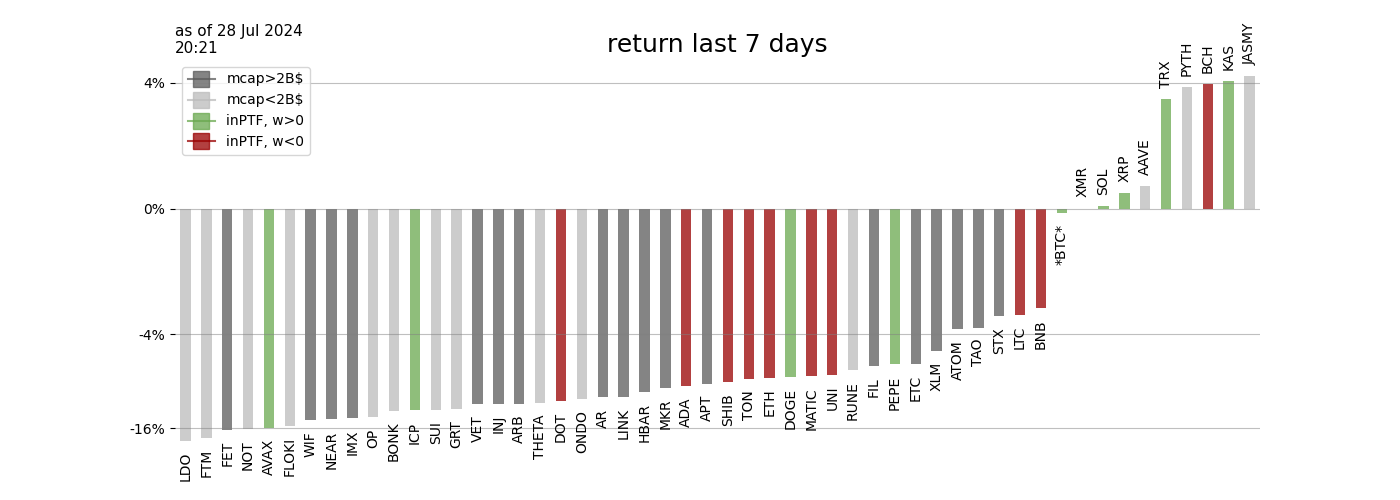 as of 28 Jul 2024
20:21
return last 7 days
mcap>2B$
mcap<2B$
inPTF, w>0
inPTF, w<0
4%
0%
-4%
-16%
LDO
FTM
FET
NOT
AVAX
FLOKI
WIF
NEAR
IMX
OP
BONK
ICP
SUI
GRT
VET
INJ
ARB
THETA
DOT
ONDO
AR
LINK
HBAR
MKR
ADA
APT
SHIB
TON
ETH
DOGE
MATIC
UNI
RUNE
FIL
PEPE
ETC
XLM
ATOM
TAO
STX
LTC
BNB
*BTC*
XMR
SOL
XRP
AAVE
TRX
PYTH
BCH
KAS
JASMY